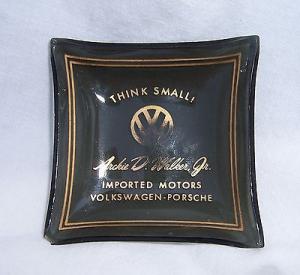 THINK SMALL!
Archie D. Walker, Jr.
IMPORTED MOTORS
VOLKSWAGEN-PORSCHE